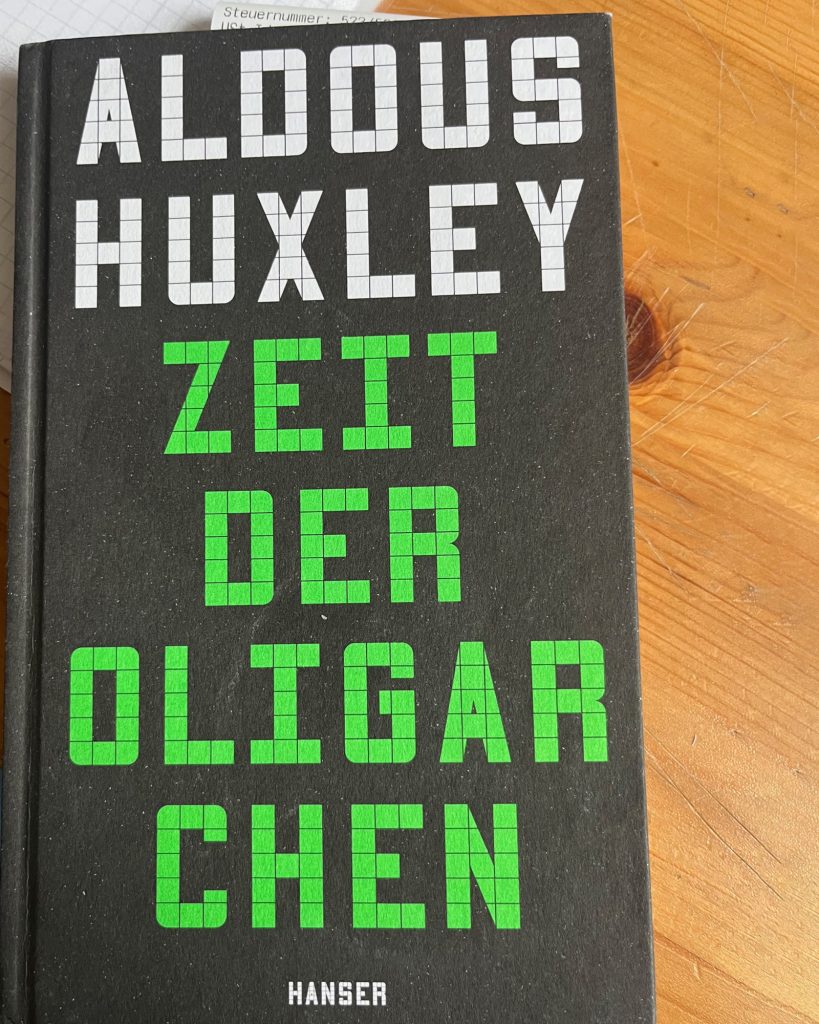 Steuernummer:
ALDOUS
HUXLEY
ZEIT
DER
OLIGAR
CHEN
HANSER